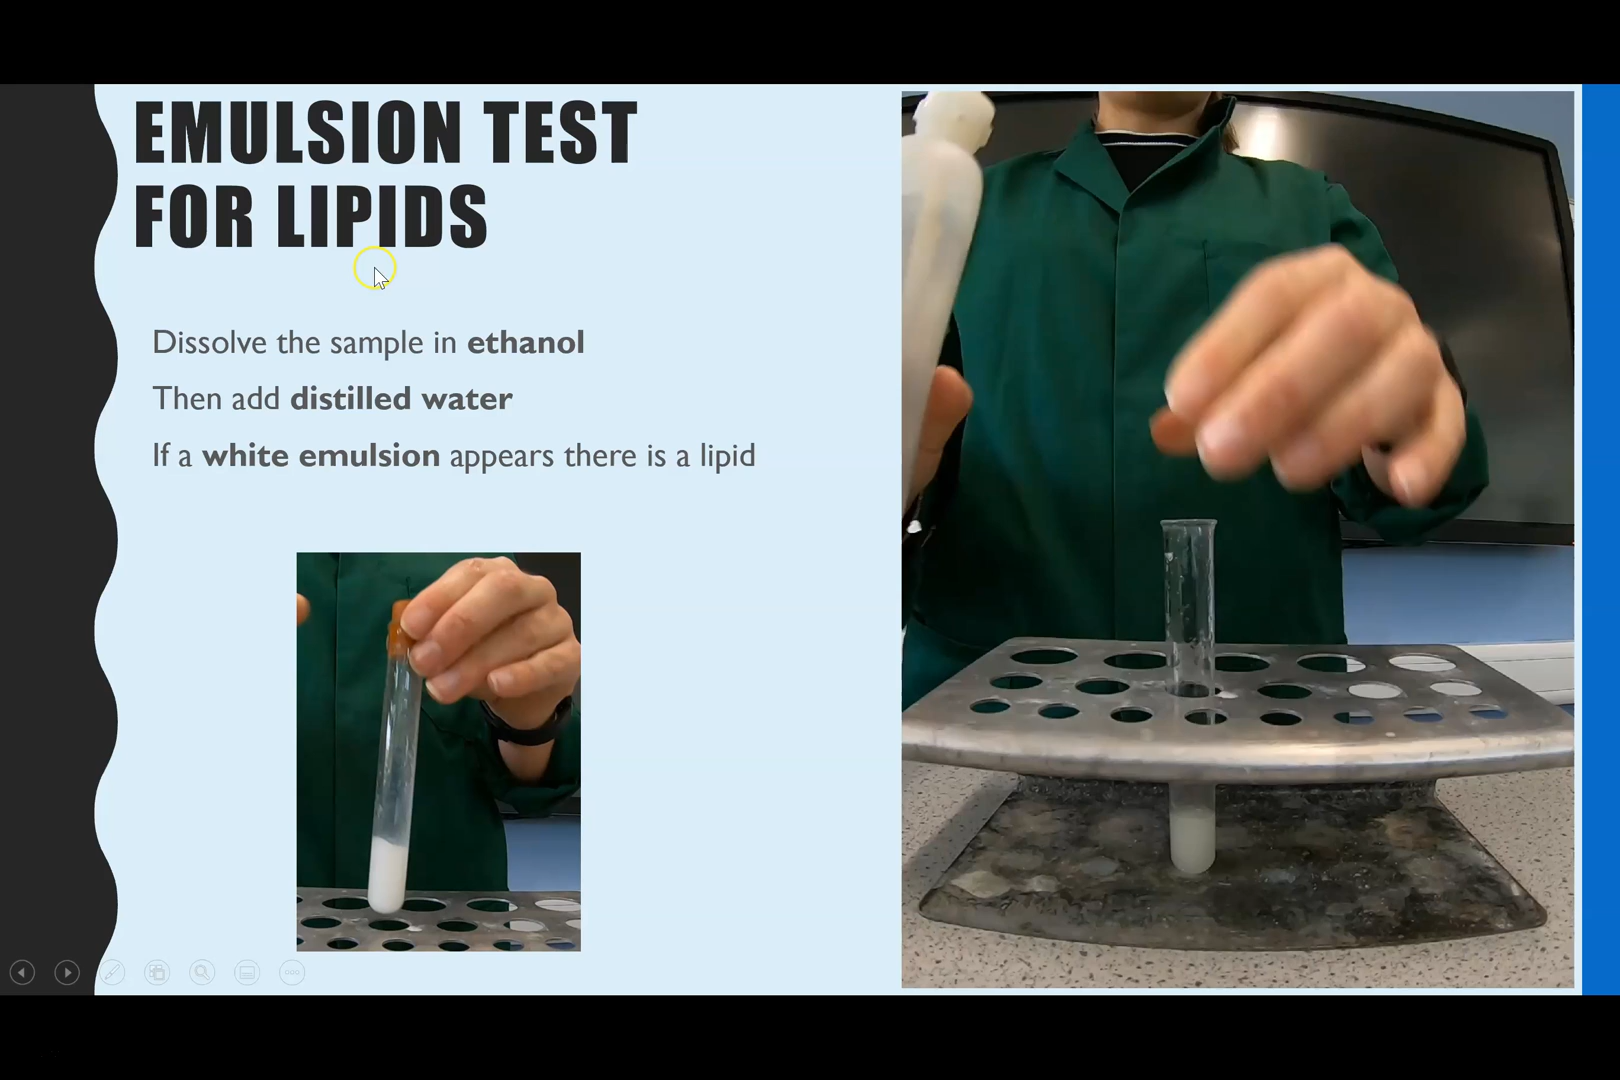 EMULSION TEST
FOR LIPIDS
Dissolve the sample in ethanol
Then add distilled water
If a white emulsion appears there is a lipid